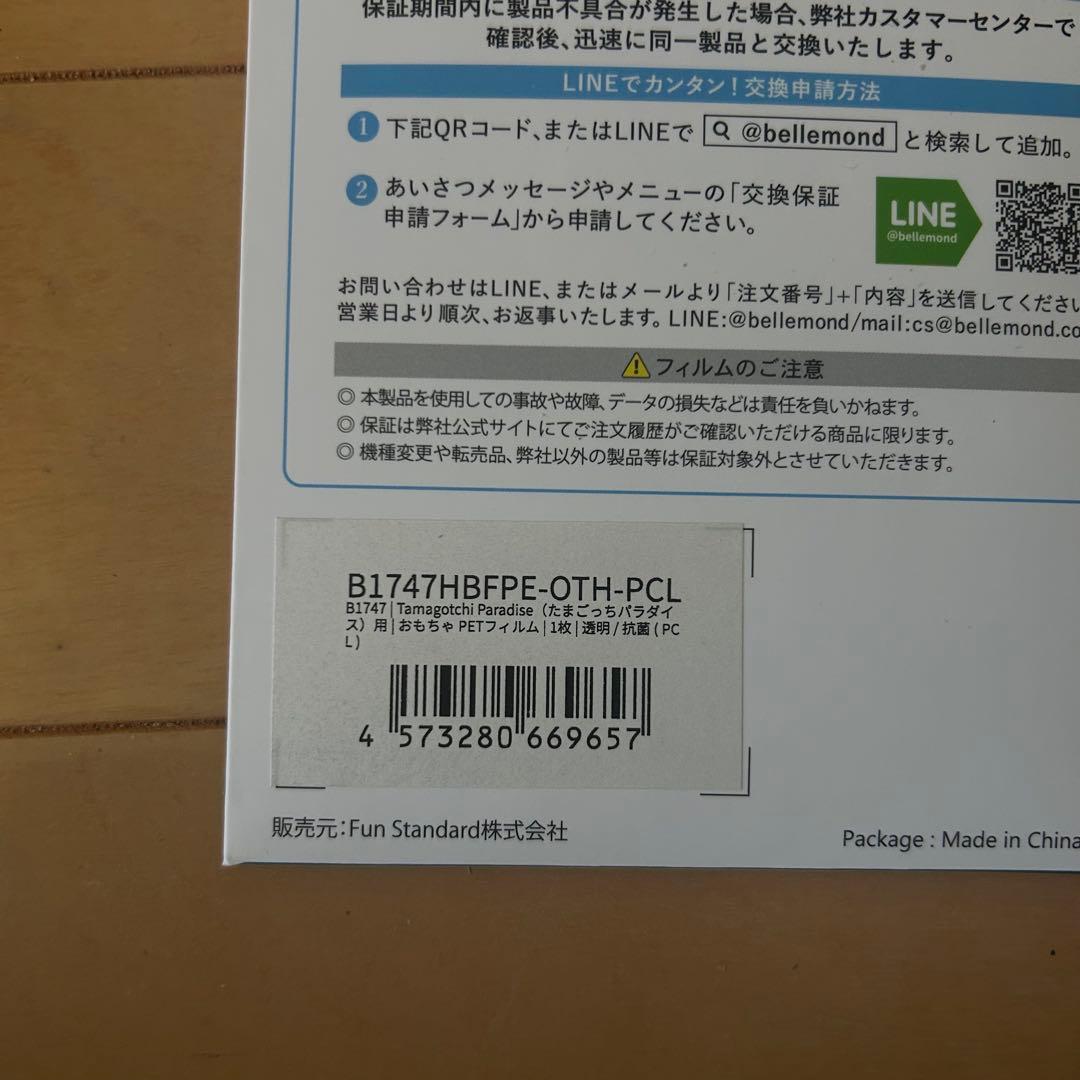 保証期間内に製品不具合が発生した場合、弊社カスタマーセンターで
確認後、迅速に同一製品と交換いたします。
LINEでカンタン!交換申請方法
1 下記QRコード、またはLINEで @bellemond と検索して追加。
2 あいさつメッセージやメニューの「交換保証
申請フォーム」から申請してください。
LINE
@bellemond
お問い合わせはLINE、またはメールより「注文番号」+「内容」を送信してください
営業日より順次、お返事いたします。LINE:@bellemond/mail:cs@bellemond.co
フィルムのご注意
◎ 本製品を使用しての事故や故障、データの損失などは責任を負いかねます。
◎ 保証は弊社公式サイトにてご注文履歴がご確認いただける商品に限ります。
◎ 機種変更や転売品、弊社以外の製品等は保証対象外とさせていただきます。
B1747HBFPE-OTH-PCL
B1747 | Tamagotchi Paradise（たまごっちパラダイ
ス）用 | おもちゃ PETフィルム | 1枚 | 透明 / 抗菌 ( PC
L )
4 573280 669657
販売元:Fun Standard株式会社
Package : Made in China